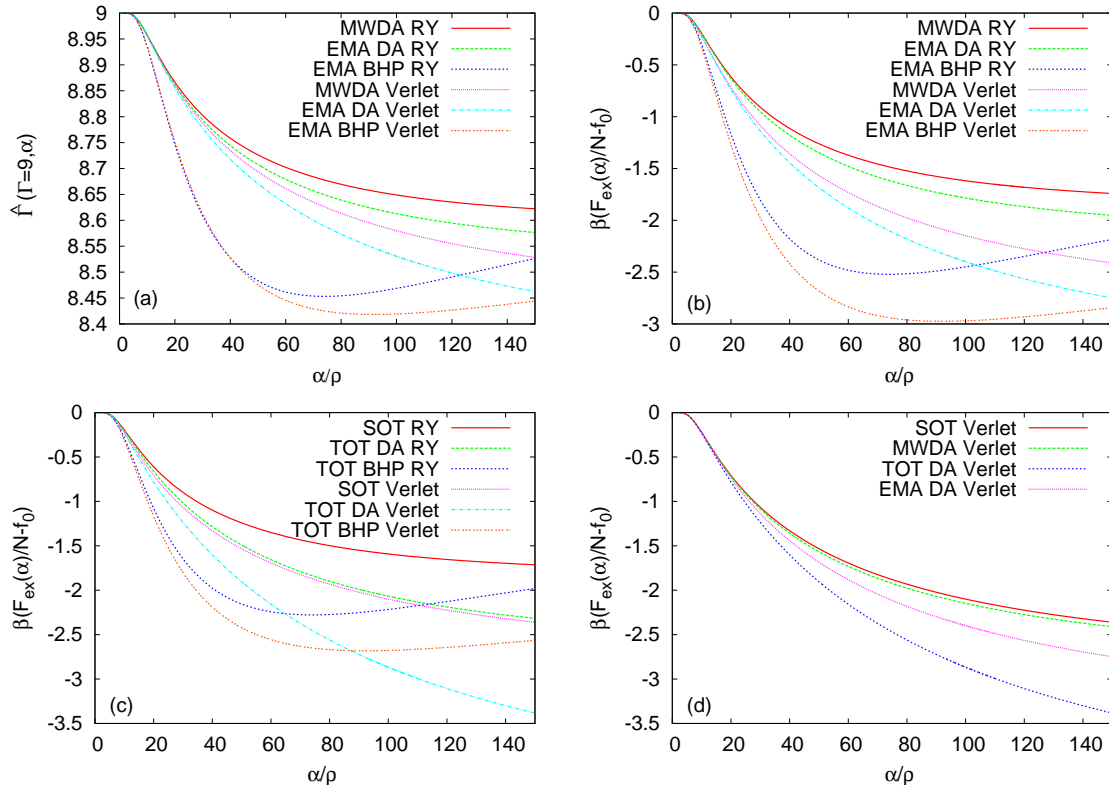 9
8.95
8.9
8.85
8.8
8.75
8.7
8.65
8.6
8.55
8.5
8.45
8.4
Γ̂ (Γ=9,α)
MWDA RY
EMA DA RY
EMA BHP RY
MWDA Verlet
EMA DA Verlet
EMA BHP Verlet
(a)
0 20 40 60 80 100 120 140
α/ρ
0
-0.5
-1
-1.5
-2
-2.5
-3
β(F_ex(α)/N-f_0)
MWDA RY
EMA DA RY
EMA BHP RY
MWDA Verlet
EMA DA Verlet
EMA BHP Verlet
(b)
0 20 40 60 80 100 120 140
α/ρ
0
-0.5
-1
-1.5
-2
-2.5
-3
-3.5
β(F_ex(α)/N-f_0)
SOT RY
TOT DA RY
TOT BHP RY
SOT Verlet
TOT DA Verlet
TOT BHP Verlet
(c)
0 20 40 60 80 100 120 140
α/ρ
0
-0.5
-1
-1.5
-2
-2.5
-3
-3.5
β(F_ex(α)/N-f_0)
SOT Verlet
MWDA Verlet
TOT DA Verlet
EMA DA Verlet
(d)
0 20 40 60 80 100 120 140
α/ρ